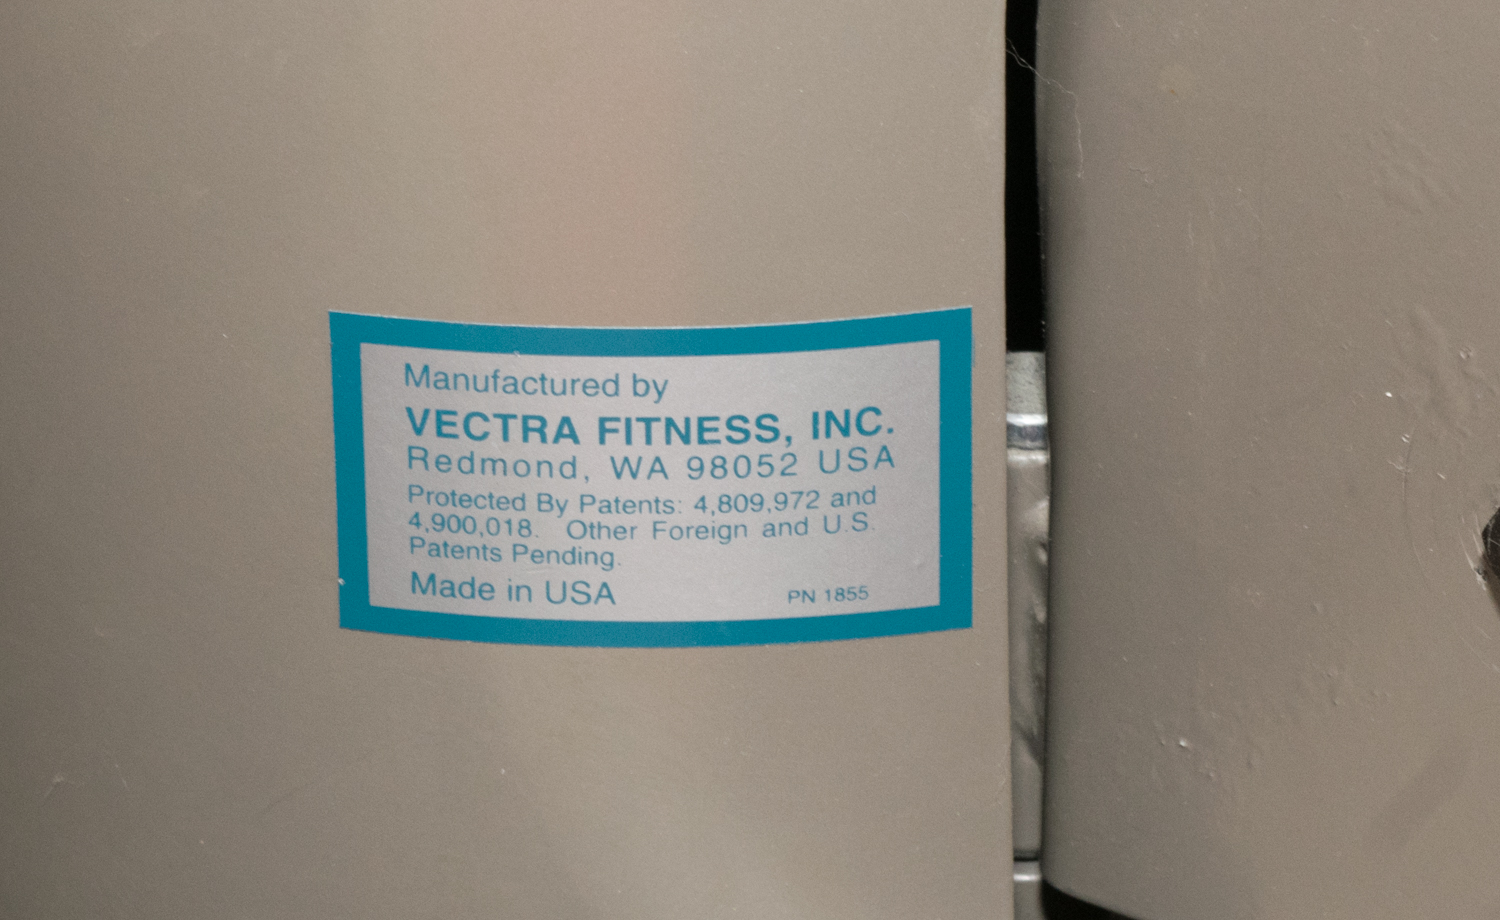 Manufactured by
VECTRA FITNESS, INC.
Redmond, WA 98052 USA
Protected By Patents: 4,809,972 and
4,900,018. Other Foreign and U.S.
Patents Pending.
Made in USA
PN 1855